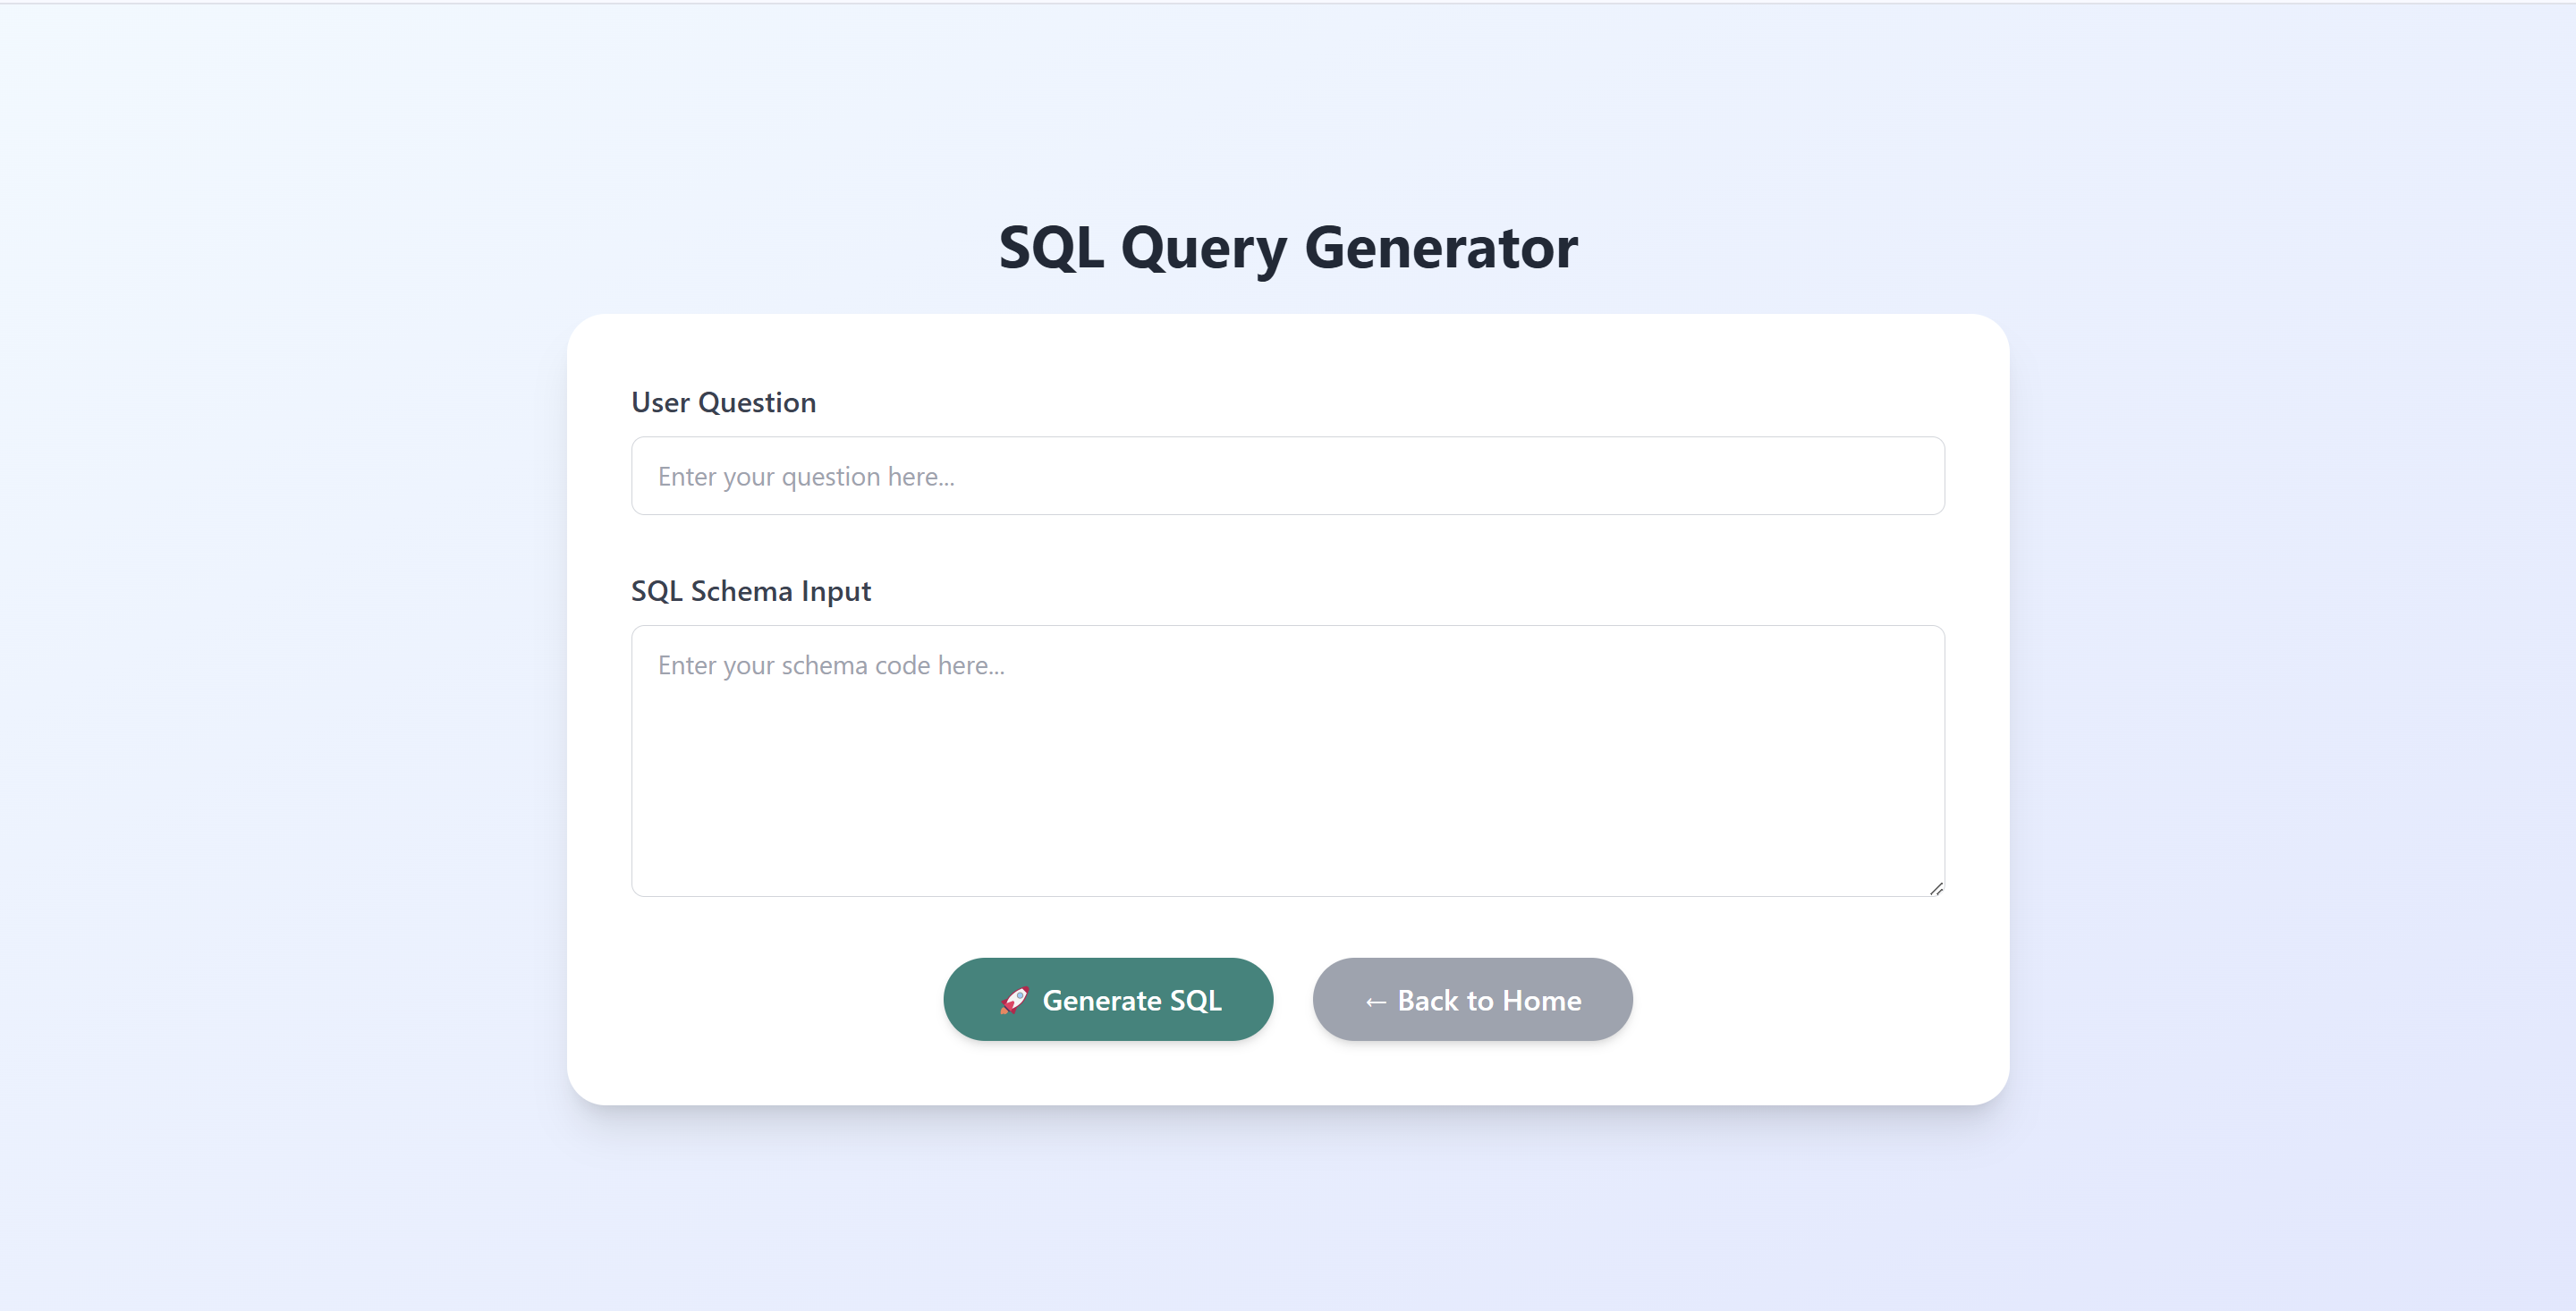 SQL Query Generator
User Question
Enter your question here...
SQL Schema Input
Enter your schema code here...
🚀 Generate SQL
← Back to Home